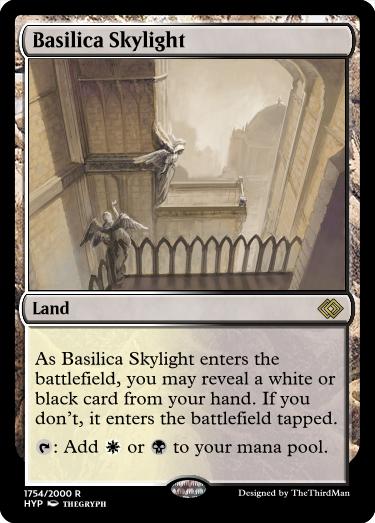 Basilica Skylight
Land
As Basilica Skylight enters the
battlefield, you may reveal a white or
black card from your hand. If you
don't, it enters the battlefield tapped.
: Add or to your mana pool.
1754/2000 R
HYP THEGRYPH
Designed by TheThirdMan